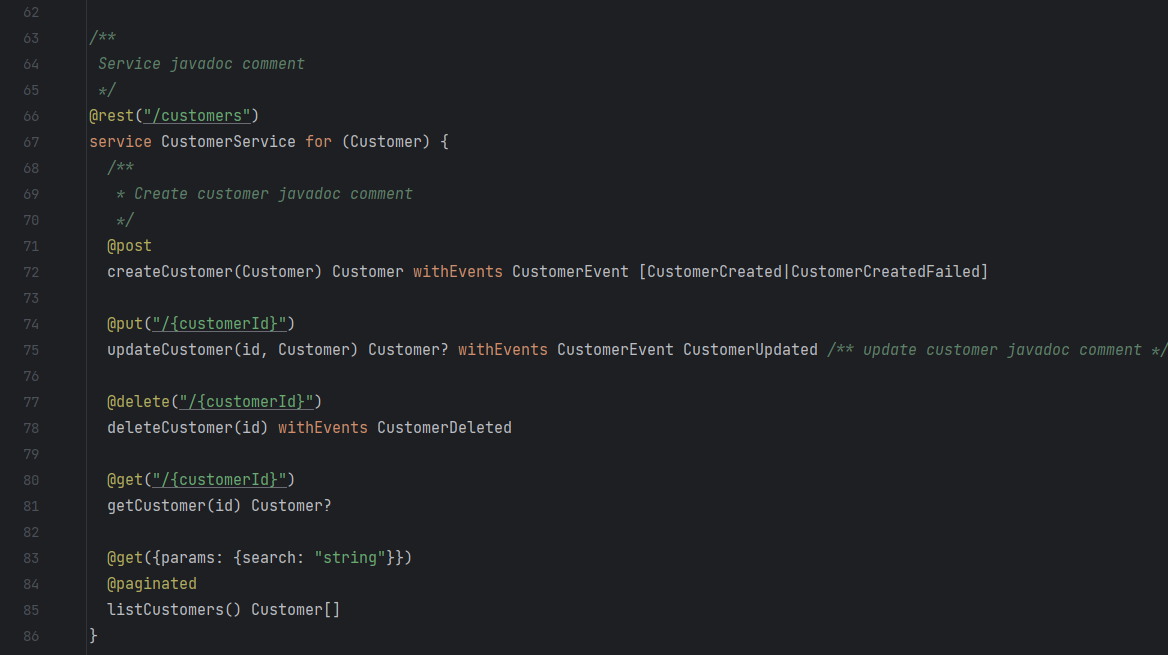 62
63 /**
64 Service javadoc comment
65 */
66 @rest("/customers")
67 service CustomerService for (Customer) {
68 /**
69 * Create customer javadoc comment
70 */
71 @post
72 createCustomer(Customer) Customer withEvents CustomerEvent [CustomerCreated|CustomerCreatedFailed]
73
74 @put("/{customerId}")
75 updateCustomer(id, Customer) Customer? withEvents CustomerEvent CustomerUpdated /** update customer javadoc comment */
76
77 @delete("/{customerId}")
78 deleteCustomer(id) withEvents CustomerDeleted
79
80 @get("/{customerId}")
81 getCustomer(id) Customer?
82
83 @get({params: {search: "string"}})
84 @paginated
85 listCustomers() Customer[]
86 }